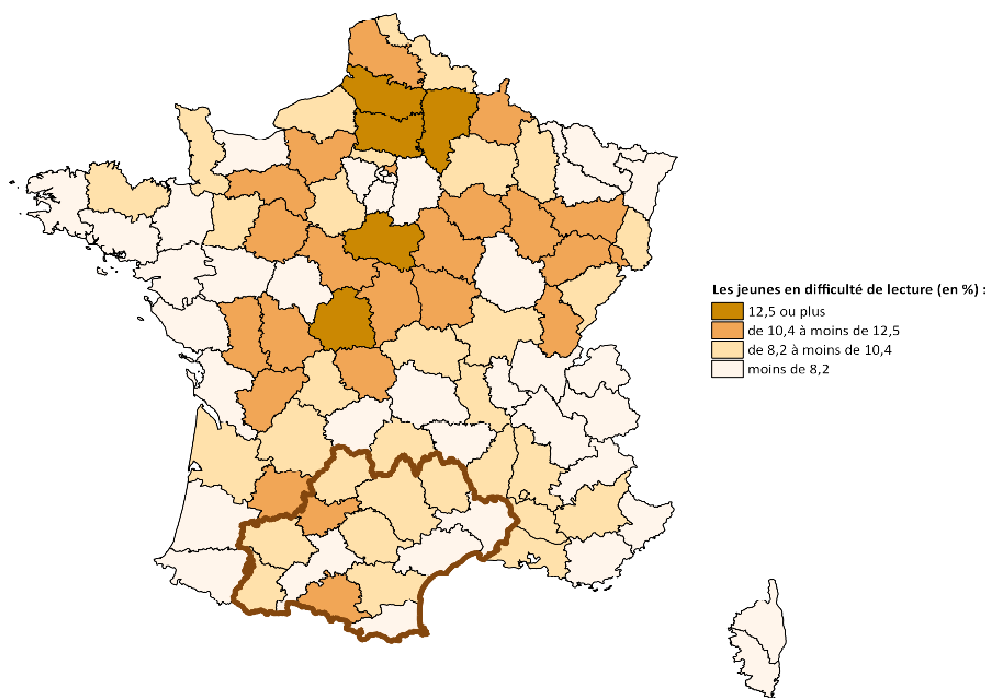 Les jeunes en difficulté de lecture (en %) :
12,5 ou plus
de 10,4 à moins de 12,5
de 8,2 à moins de 10,4
moins de 8,2